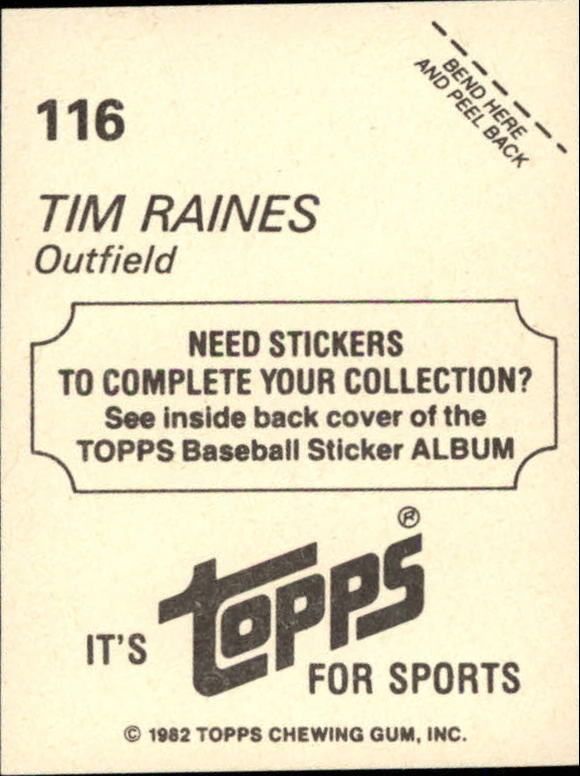 116
BEND HERE
AND PEEL BACK
TIM RAINES
Outfield
NEED STICKERS
TO COMPLETE YOUR COLLECTION?
See inside back cover of the
TOPPS Baseball Sticker ALBUM
IT'S TOPPS® FOR SPORTS
© 1982 TOPPS CHEWING GUM, INC.